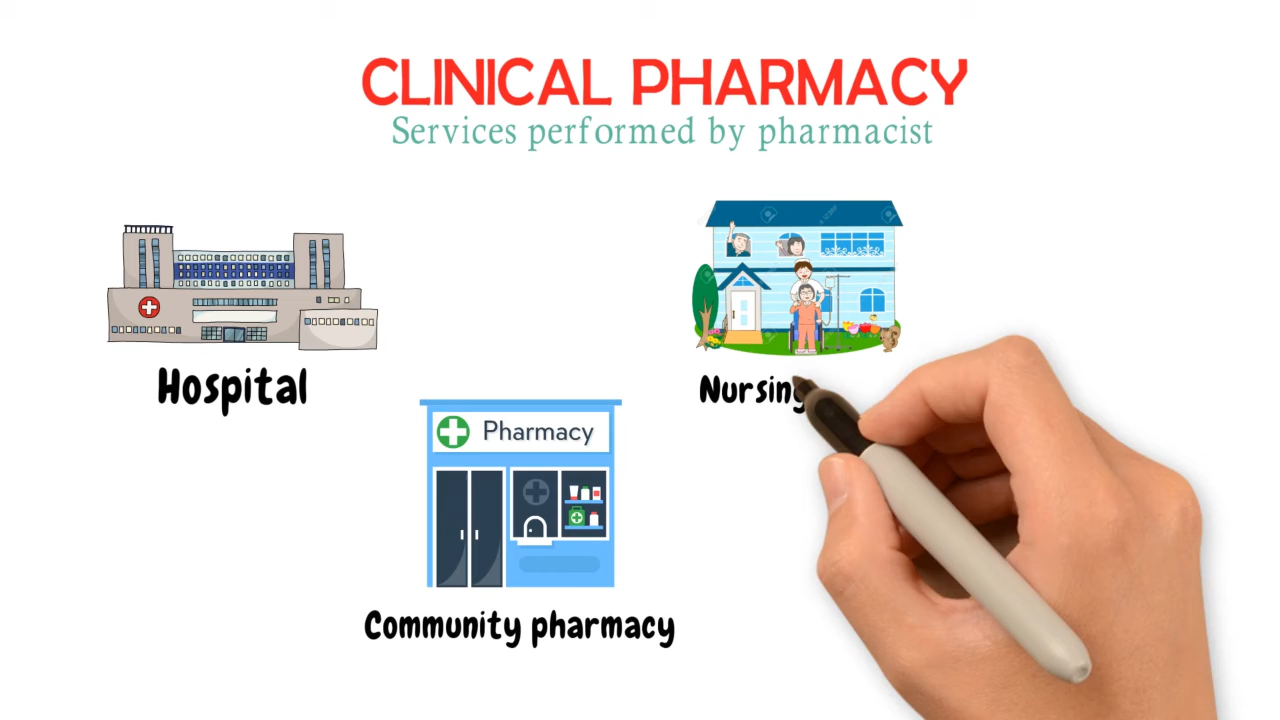 CLINICAL PHARMACY
Services performed by pharmacist
Hospital
Nursing
Pharmacy
Community pharmacy